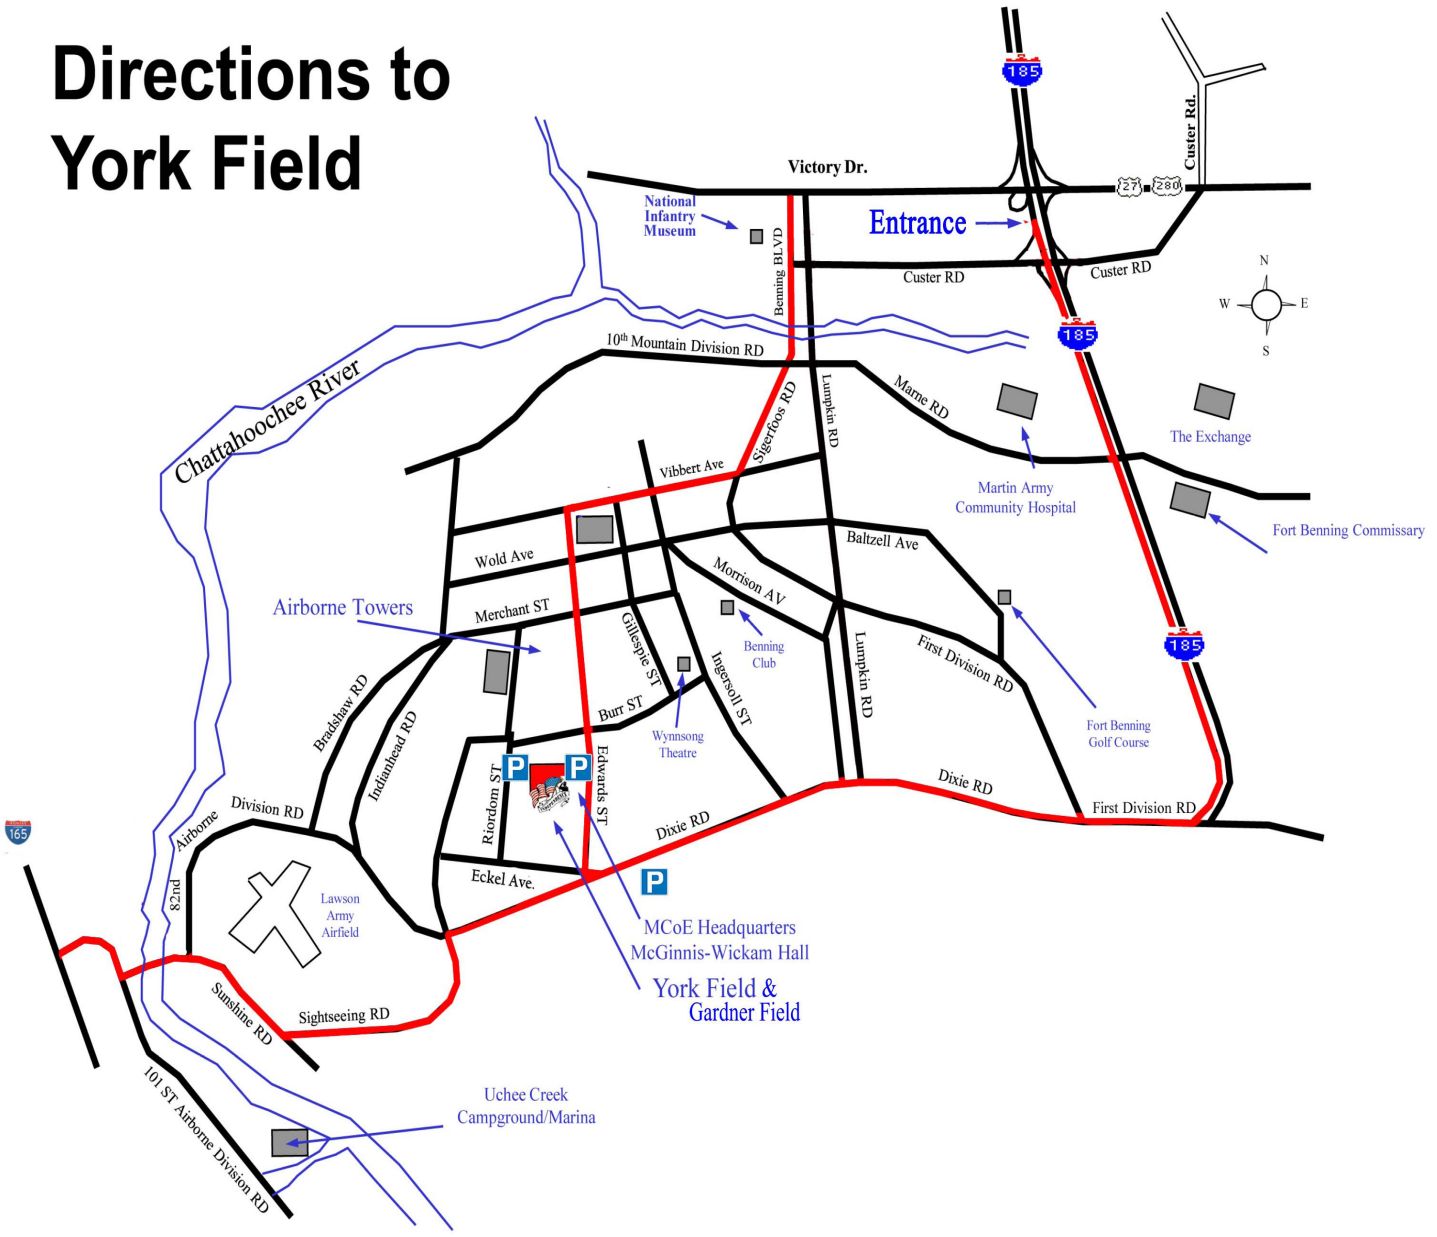 Directions to
York Field
185
Custer Rd.
Victory Dr.
27
280
National
Infantry
Museum
Entrance
Benning BLVD
Custer RD
Custer RD
N
W
E
S
185
10th Mountain Division RD
Chattahoochee River
Sigerfoos RD
Lumpkin RD
Marne RD
The Exchange
Vibbert Ave
Martin Army
Community Hospital
Fort Benning Commissary
Wold Ave
Baltzell Ave
Morrison AV
Airborne Towers
Merchant ST
Gillespie ST
Benning
Club
185
First Division RD
Lumpkin RD
Ingersoll ST
Bradshaw RD
Indianhead RD
Burr ST
Wynnsong
Theatre
Fort Benning
Golf Course
P
P
Edwards ST
Riordom ST
Dixie RD
First Division RD
Dixie RD
165
82nd
Airborne
Division RD
Eckel Ave.
P
Lawson
Army
Airfield
MCoE Headquarters
McGinnis-Wickam Hall
York Field &
Gardner Field
Sunshine RD
Sightseeing RD
101 ST Airborne Division RD
Uchee Creek
Campground/Marina